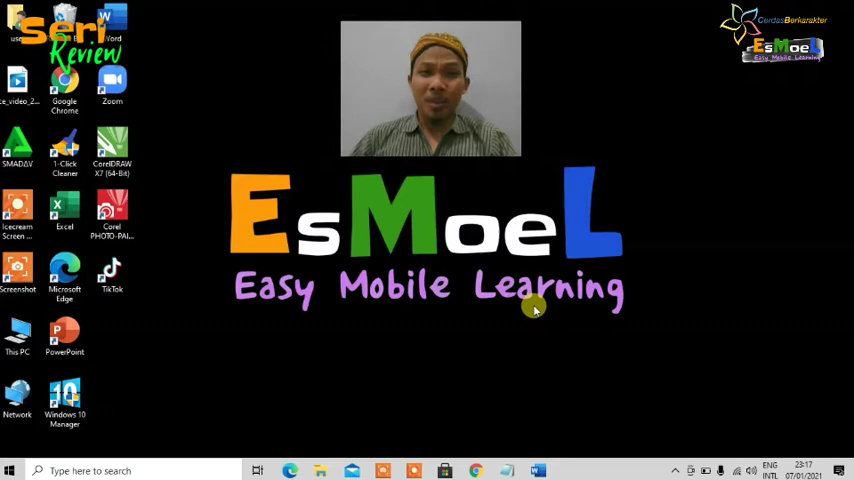 Seri
Review
CerdasBerkarakter
EsMoeL
Easy Mobile Learning
Word
ce_video_2...
Google
Chrome
Zoom
SMADAV
1-Click
Cleaner
CorelDRAW
X7 (64-Bit)
Icecream
Screen ...
Excel
Corel
PHOTO-PAI...
Screenshot
Microsoft
Edge
TikTok
This PC
PowerPoint
Network
Windows 10
Manager
EsMoeL
Easy Mobile Learning
Type here to search
ENG
INTL
23:17
07/01/2021